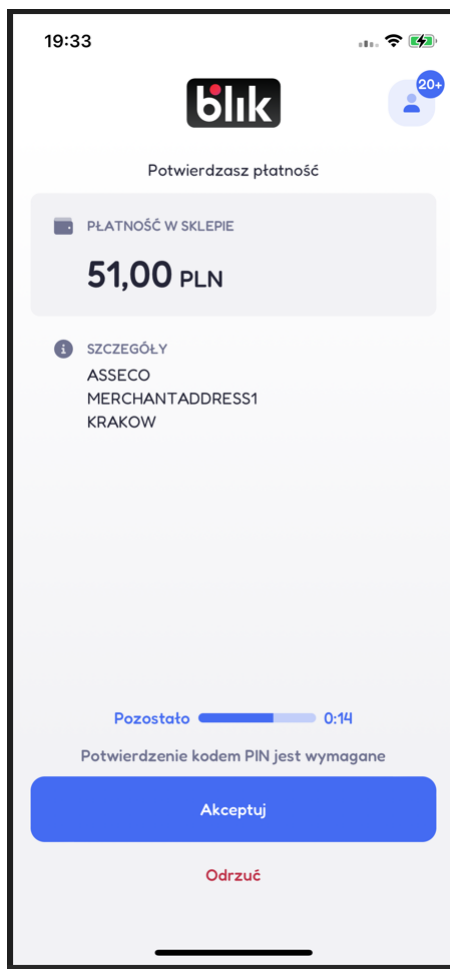 19:33
blik
20+
Potwierdzasz płatność
PŁATNOŚĆ W SKLEPIE
51,00 PLN
SZCZEGÓŁY
ASSECO
MERCHANTADDRESS1
KRAKOW
Pozostało 0:14
Potwierdzenie kodem PIN jest wymagane
Akceptuj
Odrzuć